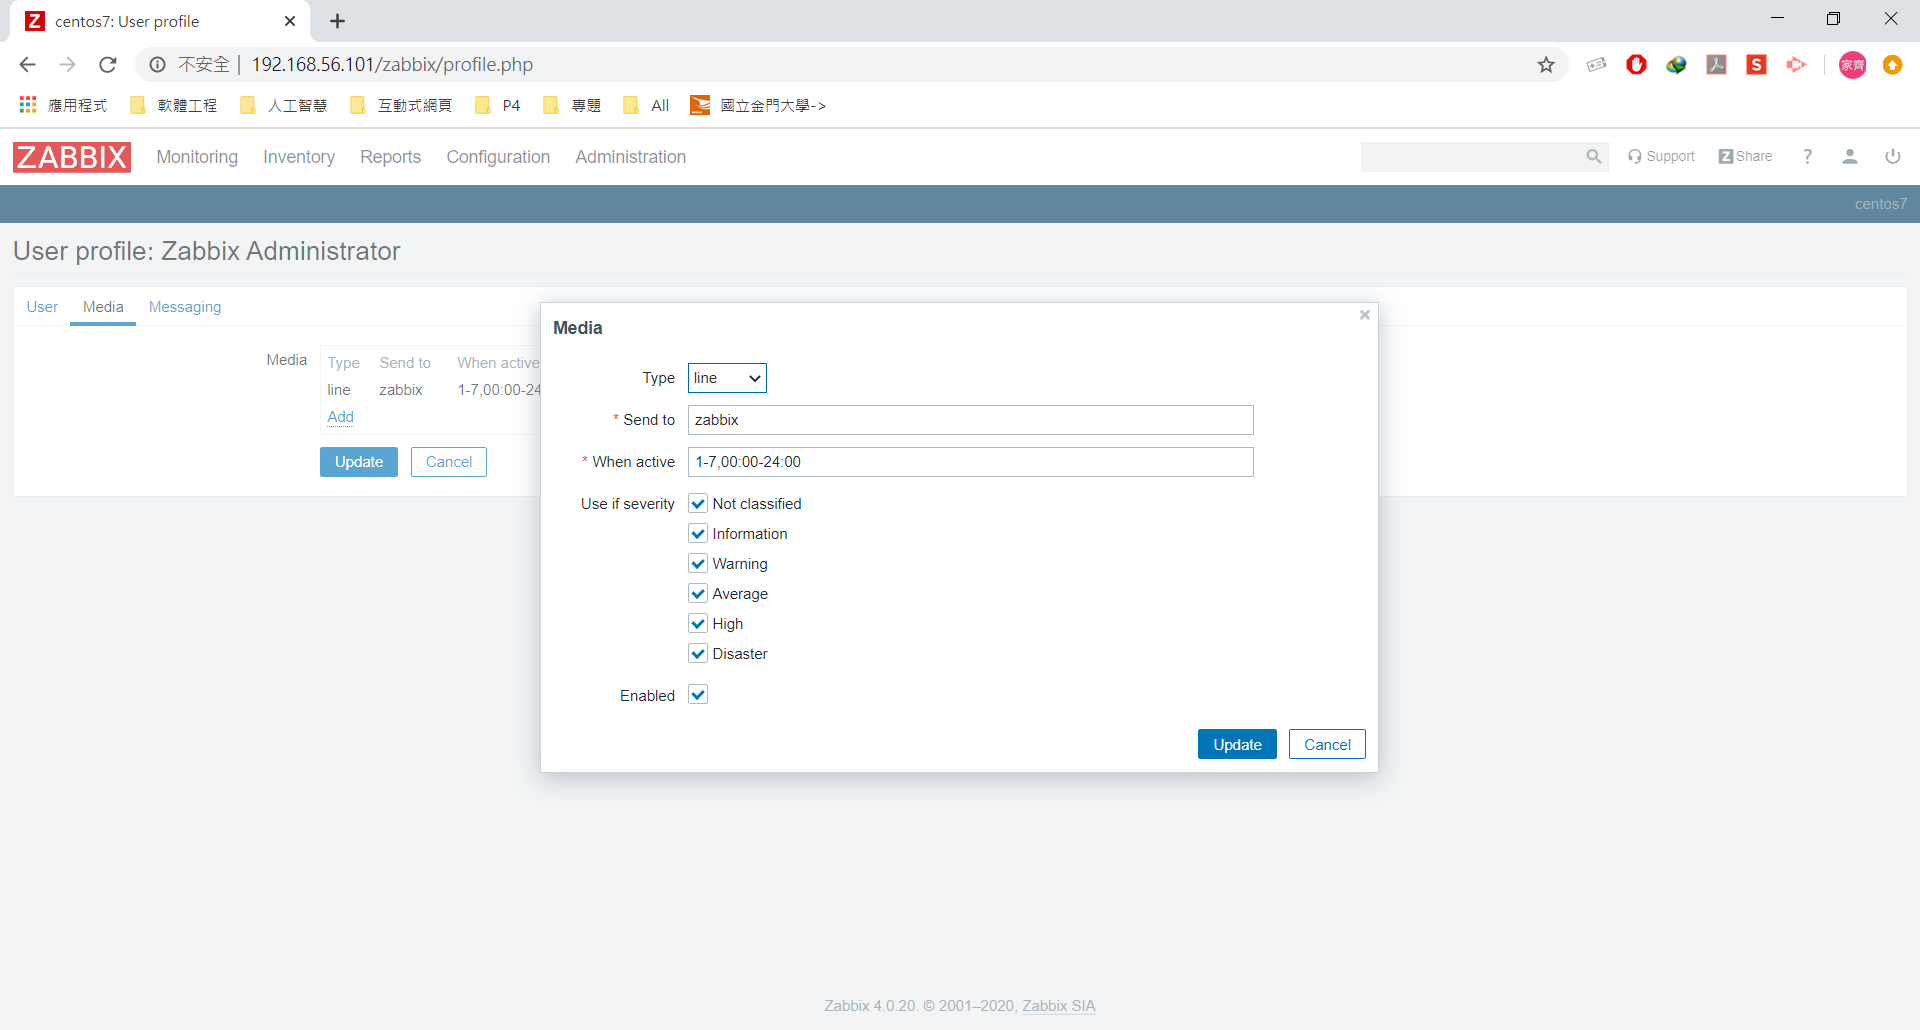 Z centos7: User profile
不安全 | 192.168.56.101/zabbix/profile.php
S 家齊
應用程式 軟體工程 人工智慧 互動式網頁 P4 專題 All 國立金門大學->
ZABBIX Monitoring Inventory Reports Configuration Administration Support Z Share ?
centos7
User profile: Zabbix Administrator
User Media Messaging
Media Type Send to When active
line zabbix 1-7,00:00-24
Add
Update Cancel
Media
Type line
* Send to zabbix
* When active 1-7,00:00-24:00
Use if severity Not classified
Information
Warning
Average
High
Disaster
Enabled
Update Cancel
Zabbix 4.0.20. © 2001–2020, Zabbix SIA